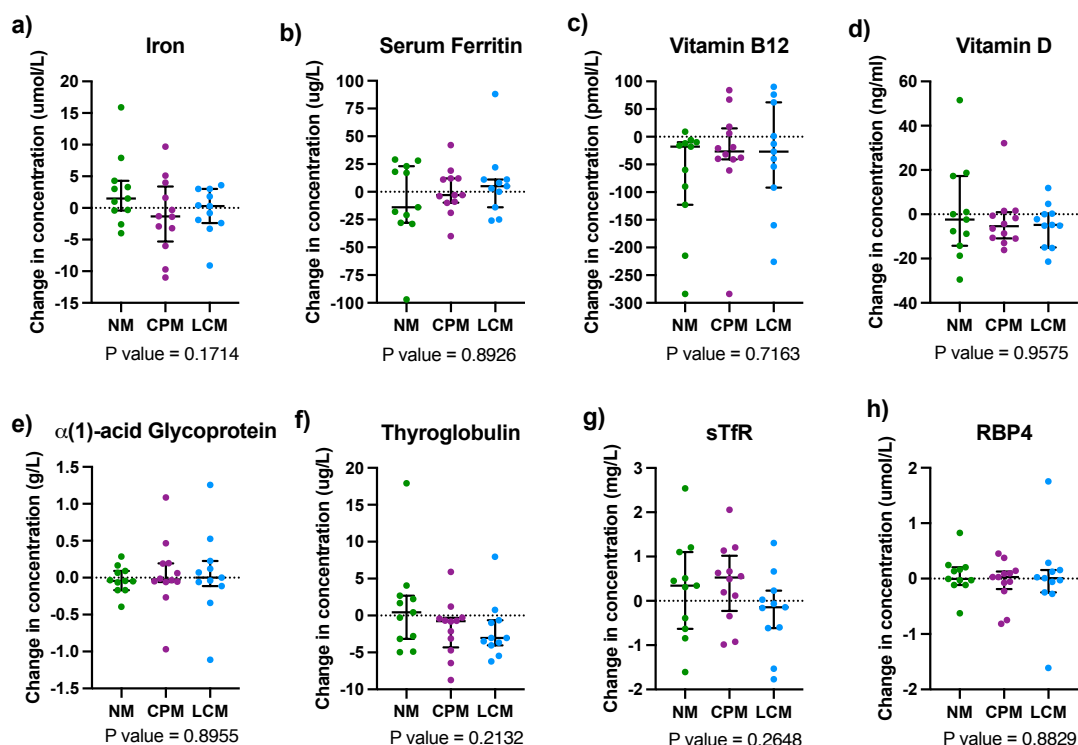 a)
Iron
Change in concentration (umol/L)
20
15
10
5
0
-5
-10
-15
NM CPM LCM
P value = 0.1714
b)
Serum Ferritin
Change in concentration (ug/L)
100
75
50
25
0
-25
-50
-75
-100
NM CPM LCM
P value = 0.8926
c)
Vitamin B12
Change in concentration (pmol/L)
100
50
0
-50
-100
-150
-200
-250
-300
NM CPM LCM
P value = 0.7163
d)
Vitamin D
Change in concentration (ng/ml)
60
40
20
0
-20
-40
NM CPM LCM
P value = 0.9575
e)
α(1)-acid Glycoprotein
Change in concentration (g/L)
1.5
1.0
0.5
0.0
-0.5
-1.0
-1.5
NM CPM LCM
P value = 0.8955
f)
Thyroglobulin
Change in concentration (ug/L)
20
15
10
5
0
-5
-10
NM CPM LCM
P value = 0.2132
g)
sTfR
Change in concentration (mg/L)
3
2
1
0
-1
-2
NM CPM LCM
P value = 0.2648
h)
RBP4
Change in concentration (umol/L)
2
1
0
-1
-2
NM CPM LCM
P value = 0.8829